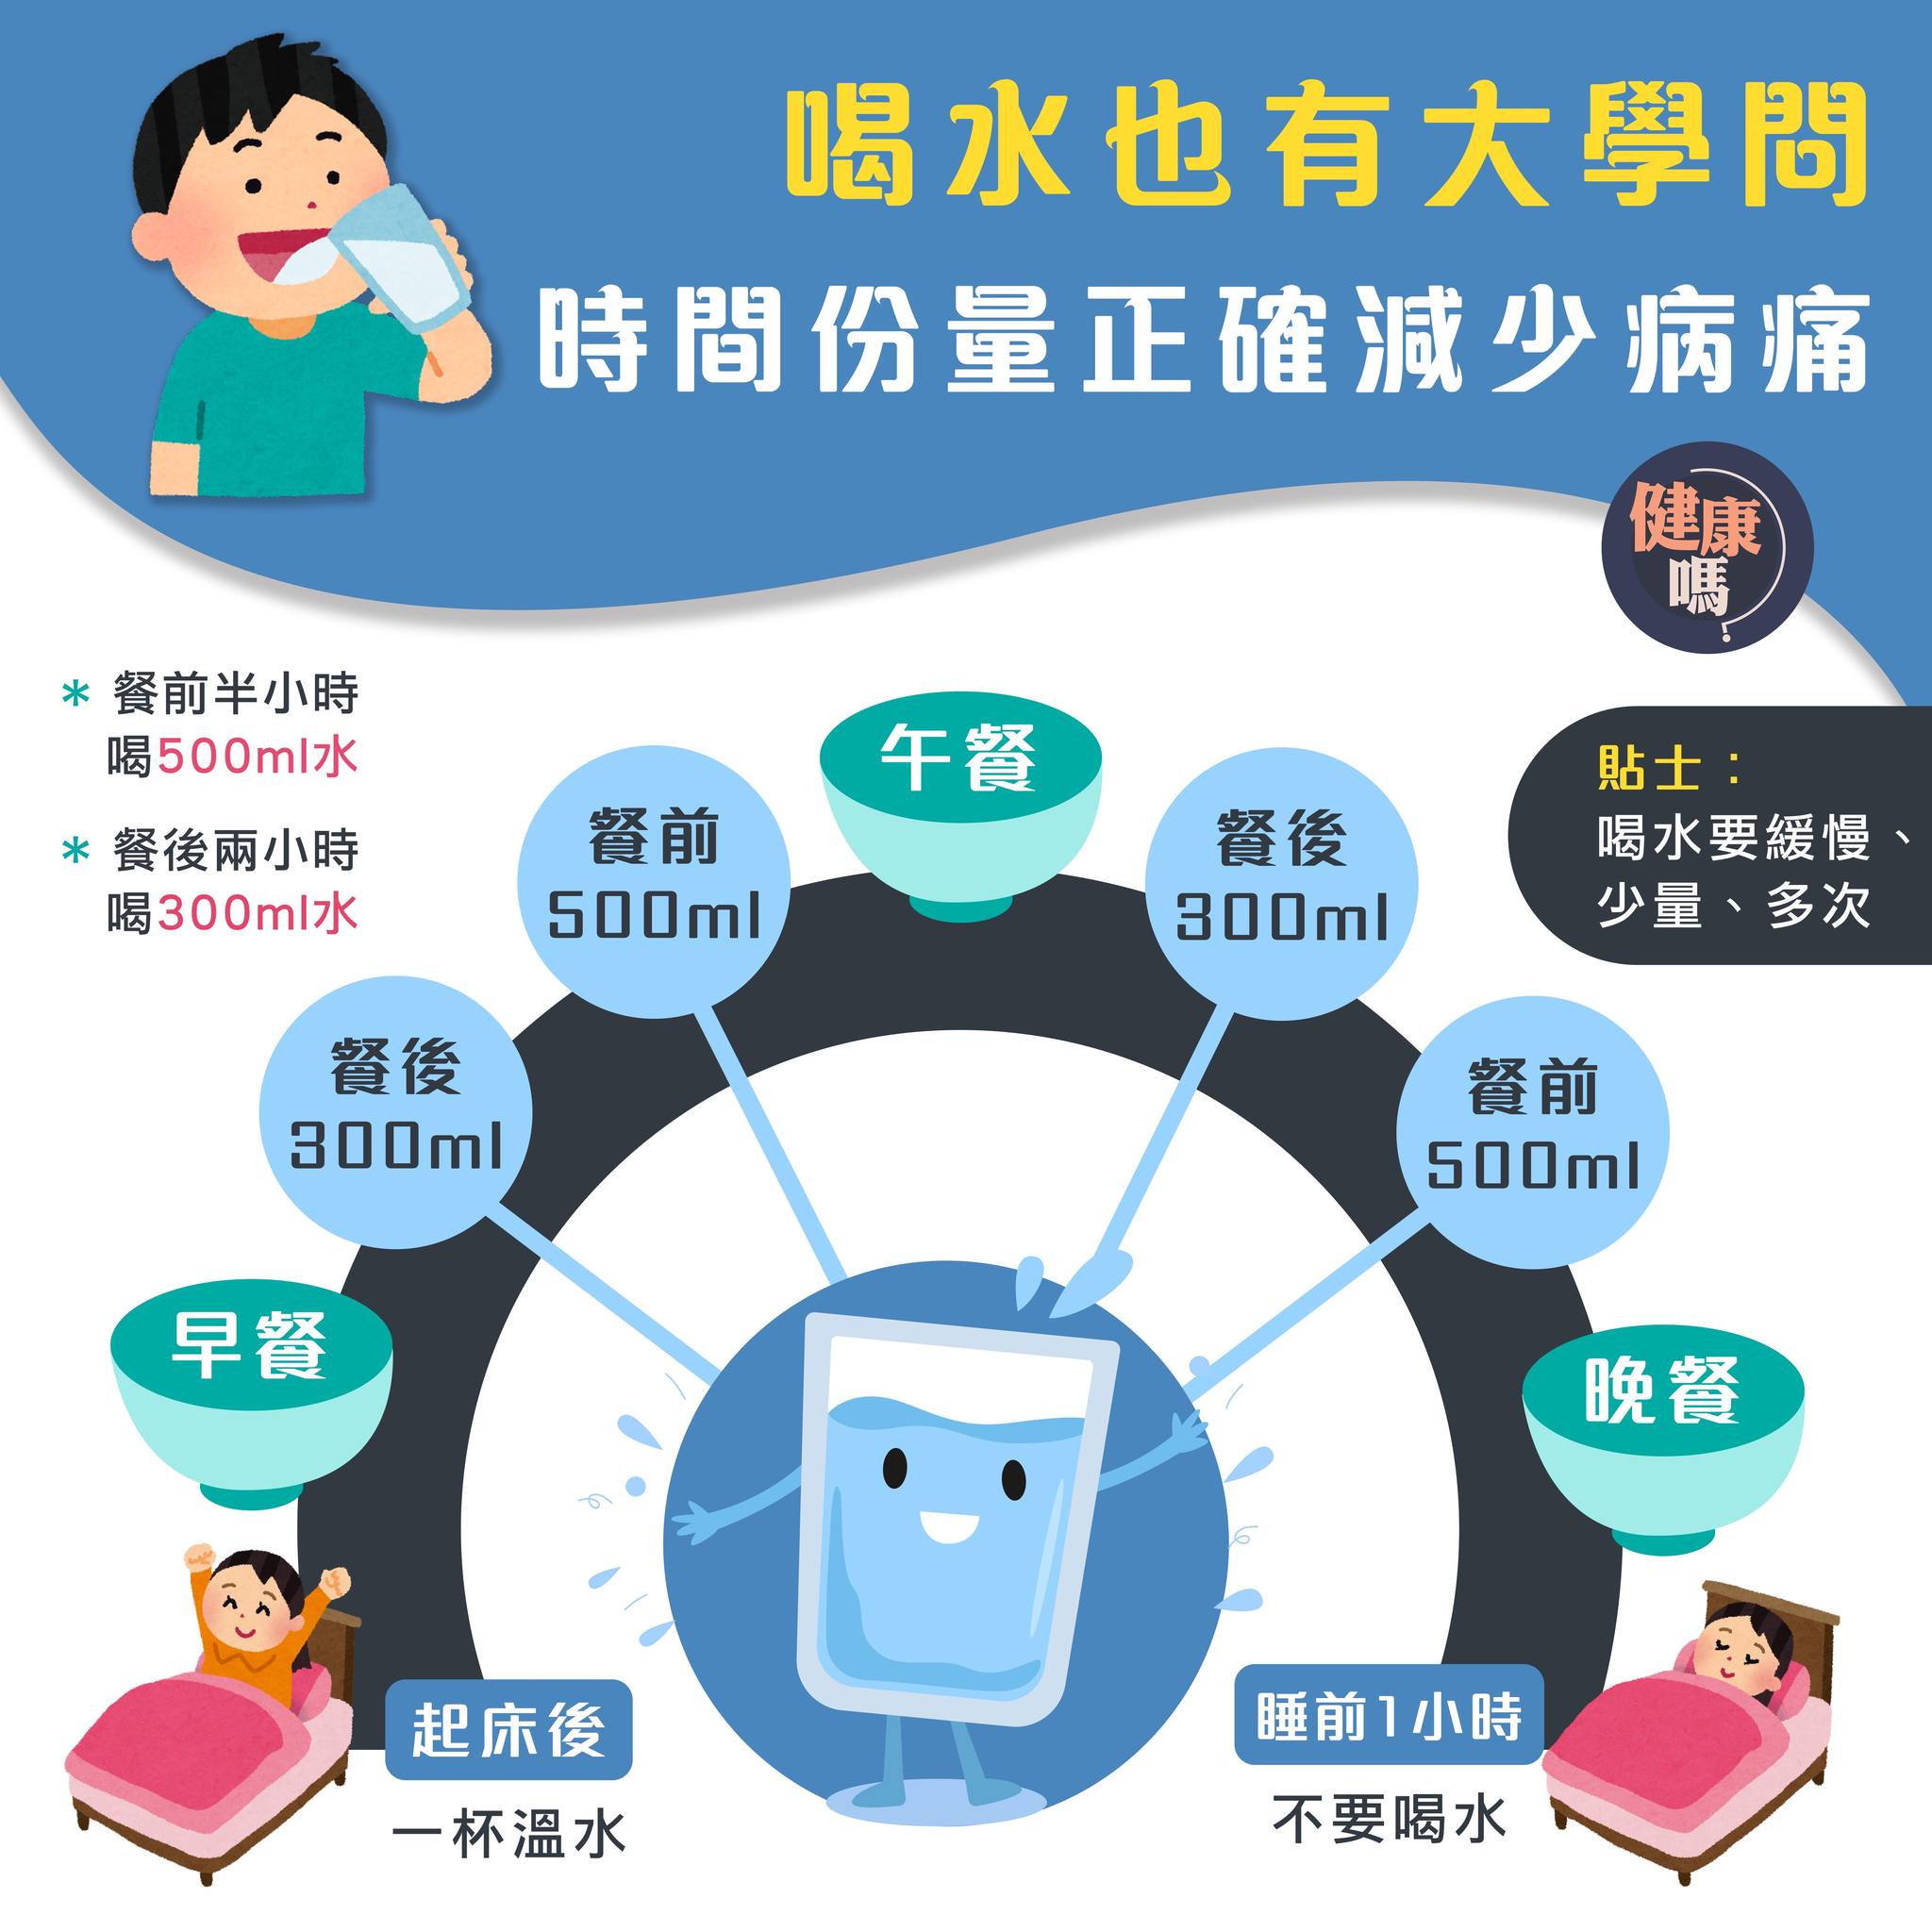 喝水也有大學問
時間份量正確減少病痛
健康
嗎?
* 餐前半小時
喝500ml水
* 餐後兩小時
喝300ml水
貼士：
喝水要緩慢、
少量、多次
午餐
餐前
500ml
餐後
300ml
餐後
300ml
餐前
500ml
早餐
晚餐
起床後
一杯溫水
睡前1小時
不要喝水